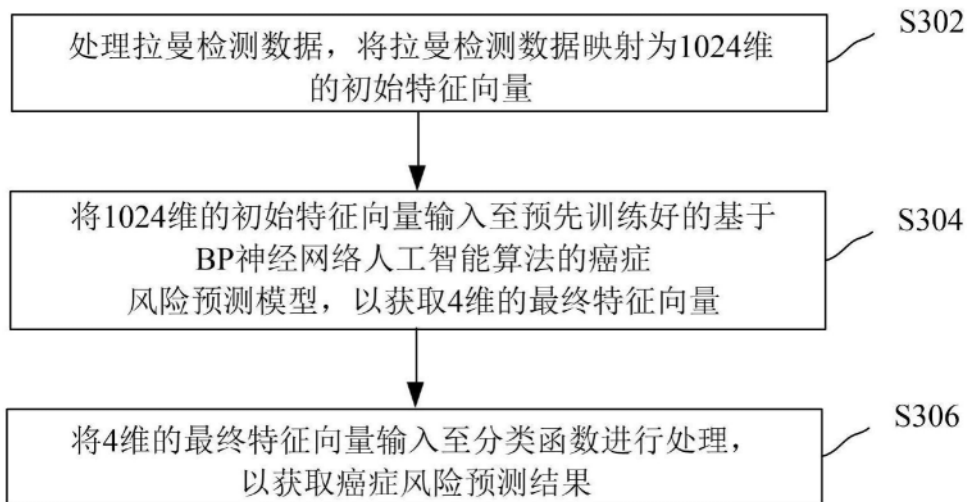 S302
处理拉曼检测数据，将拉曼检测数据映射为1024维
的初始特征向量
S304
将1024维的初始特征向量输入至预先训练好的基于
BP神经网络人工智能算法的癌症
风险预测模型，以获取4维的最终特征向量
S306
将4维的最终特征向量输入至分类函数进行处理，
以获取癌症风险预测结果